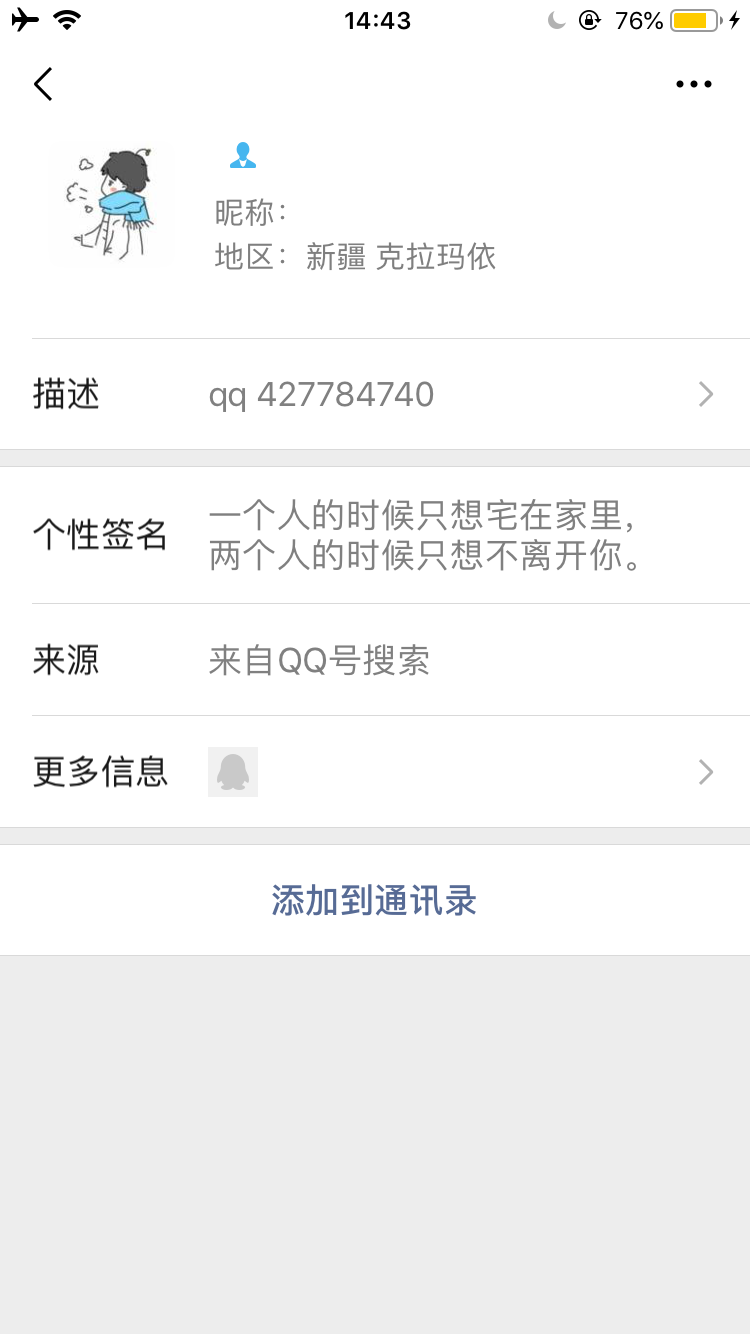 14:43
76%
昵称：
地区：新疆 克拉玛依
描述
qq 427784740
个性签名
一个人的时候只想宅在家里，
两个人的时候只想不离开你。
来源
来自QQ号搜索
更多信息
添加到通讯录